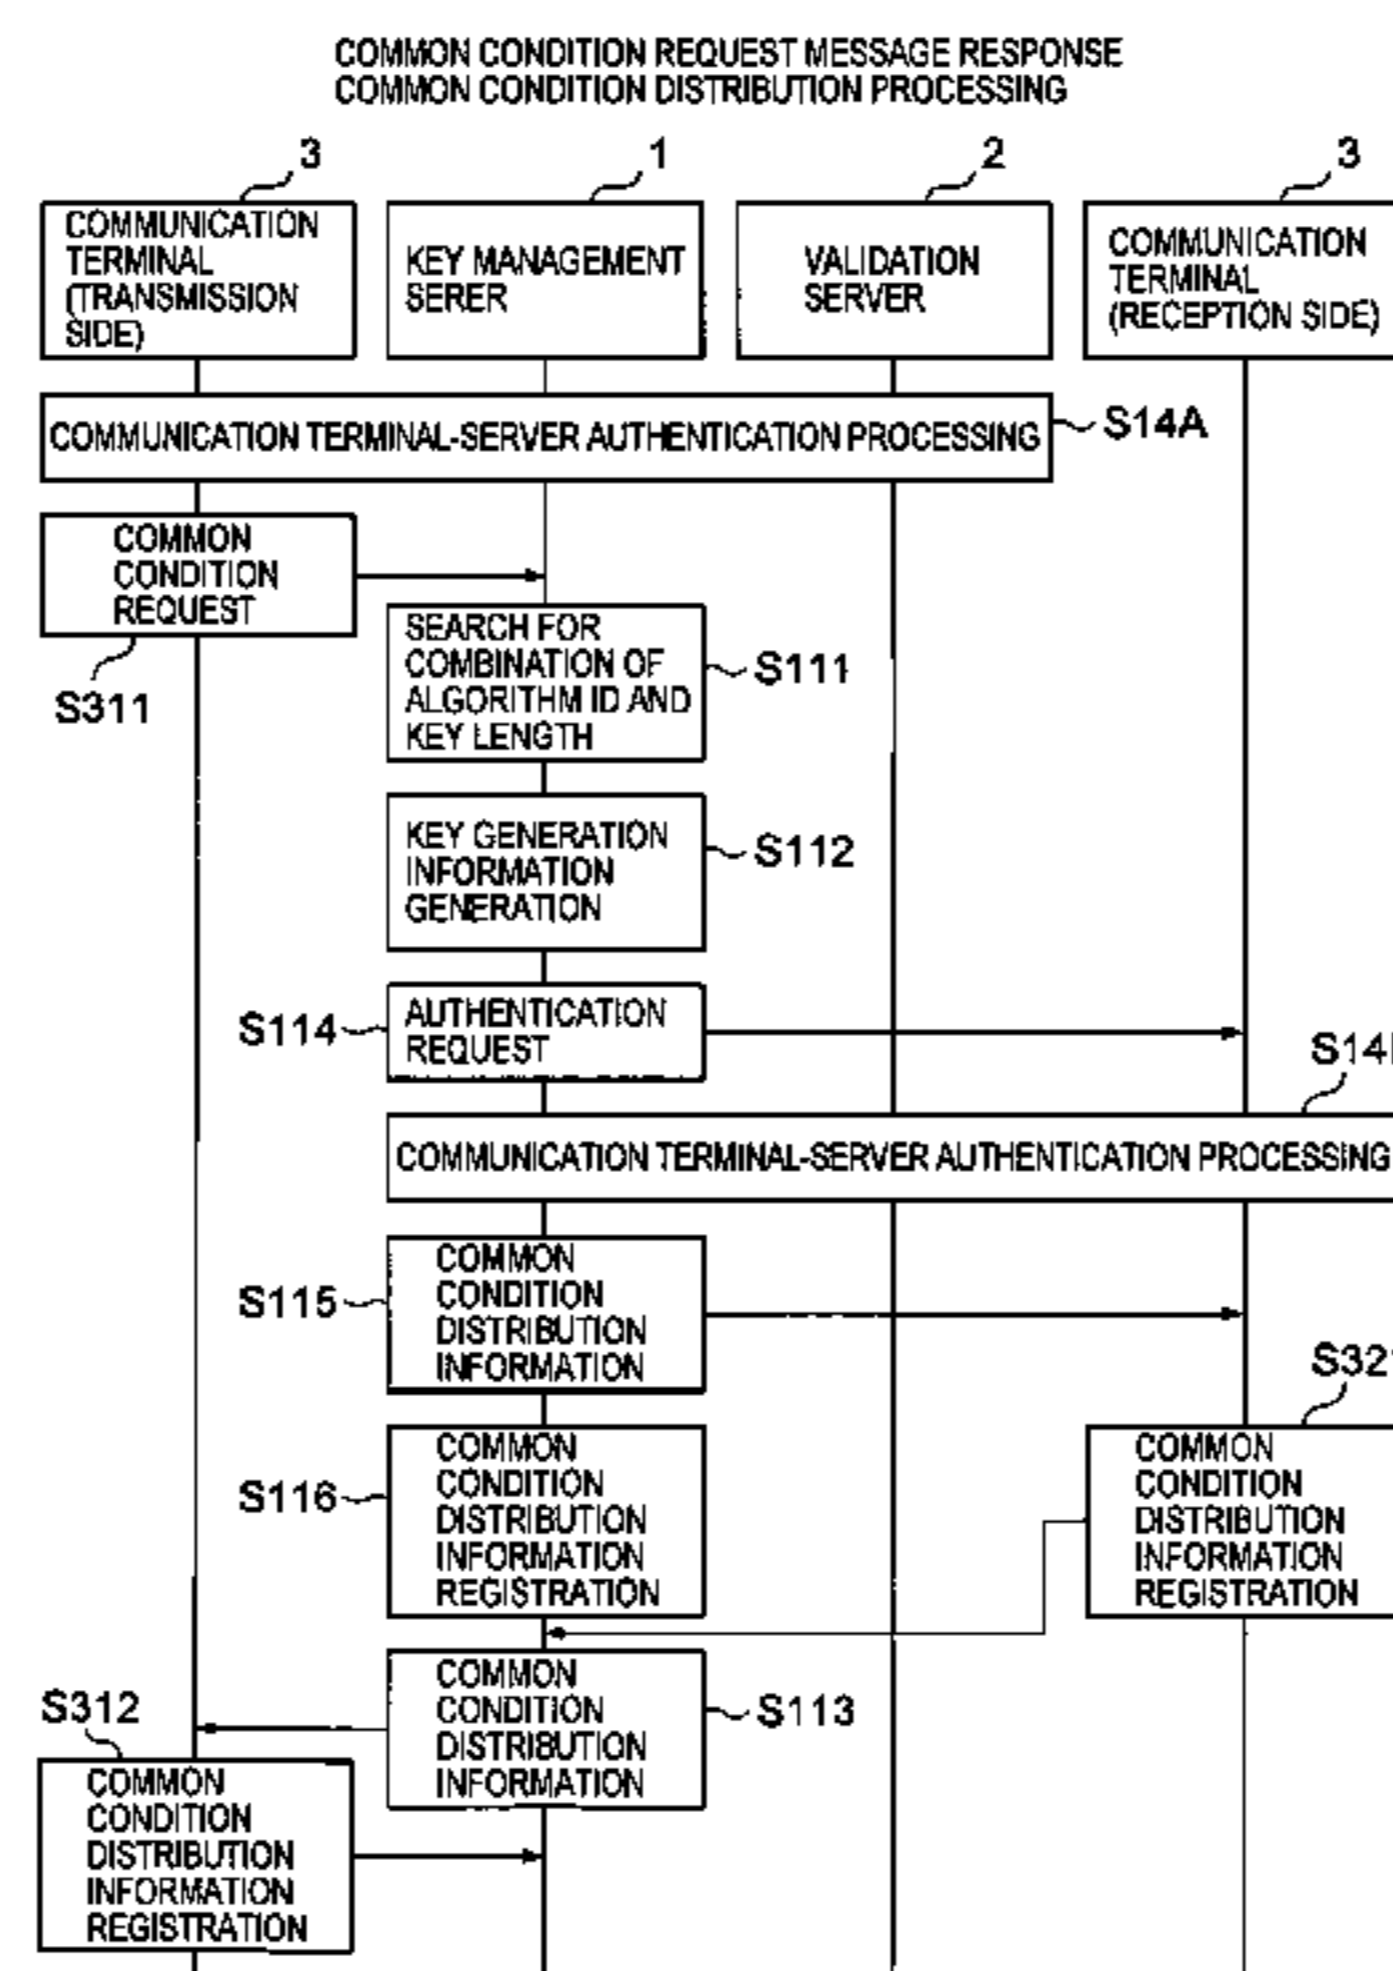 COMMON CONDITION REQUEST MESSAGE RESPONSE
COMMON CONDITION DISTRIBUTION PROCESSING
3
1
2
3
COMMUNICATION
TERMINAL
(TRANSMISSION
SIDE)
KEY MANAGEMENT
SERER
VALIDATION
SERVER
COMMUNICATION
TERMINAL
(RECEPTION SIDE)
COMMUNICATION TERMINAL-SERVER AUTHENTICATION PROCESSING
S14A
COMMON
CONDITION
REQUEST
S311
SEARCH FOR
COMBINATION OF
ALGORITHM ID AND
KEY LENGTH
S111
KEY GENERATION
INFORMATION
GENERATION
S112
S114
AUTHENTICATION
REQUEST
COMMUNICATION TERMINAL-SERVER AUTHENTICATION PROCESSING
S115
COMMON
CONDITION
DISTRIBUTION
INFORMATION
S116
COMMON
CONDITION
DISTRIBUTION
INFORMATION
REGISTRATION
COMMON
CONDITION
DISTRIBUTION
INFORMATION
REGISTRATION
COMMON
CONDITION
DISTRIBUTION
INFORMATION
S113
S312
COMMON
CONDITION
DISTRIBUTION
INFORMATION
REGISTRATION